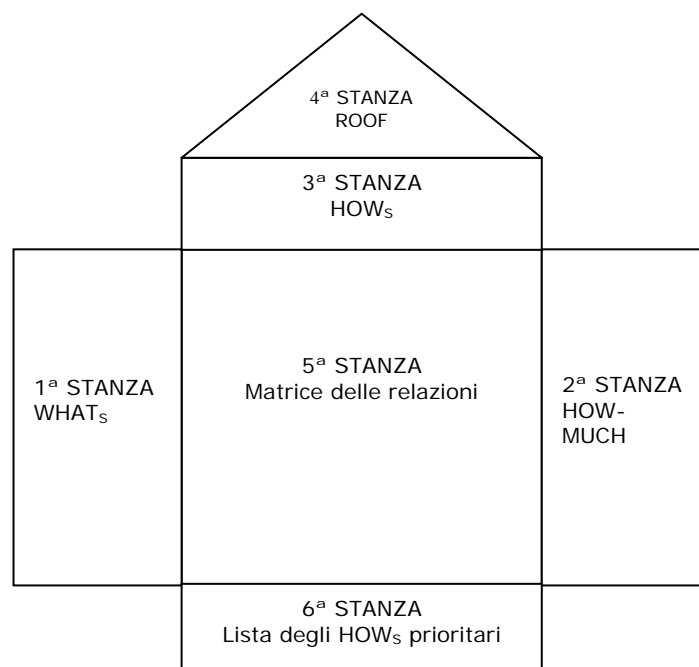 4ª STANZA
ROOF
3ª STANZA
HOWs
1ª STANZA
WHATs
5ª STANZA
Matrice delle relazioni
2ª STANZA
HOW-
MUCH
6ª STANZA
Lista degli HOWs prioritari